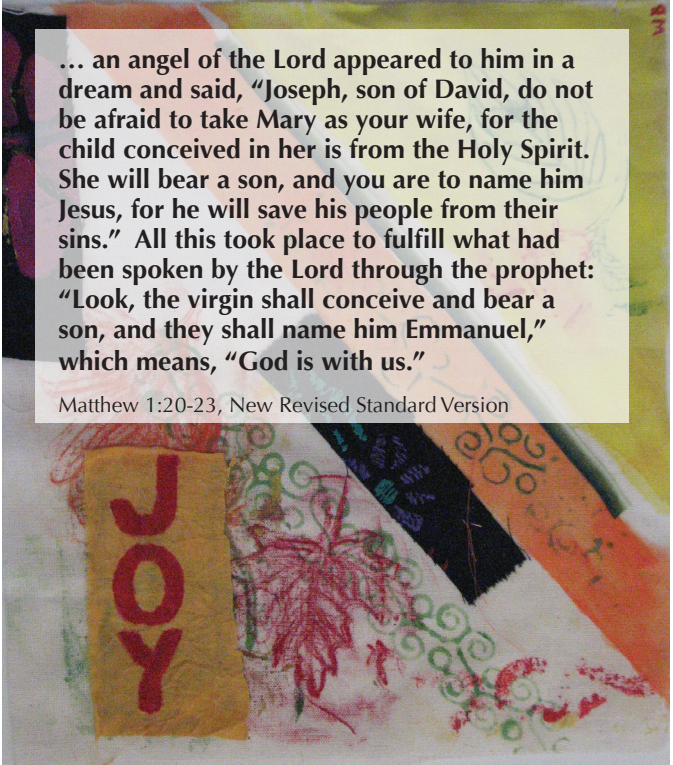 … an angel of the Lord appeared to him in a
dream and said, “Joseph, son of David, do not
be afraid to take Mary as your wife, for the
child conceived in her is from the Holy Spirit.
She will bear a son, and you are to name him
Jesus, for he will save his people from their
sins.” All this took place to fulfill what had
been spoken by the Lord through the prophet:
“Look, the virgin shall conceive and bear a
son, and they shall name him Emmanuel,”
which means, “God is with us.”
Matthew 1:20-23, New Revised Standard Version
JOY